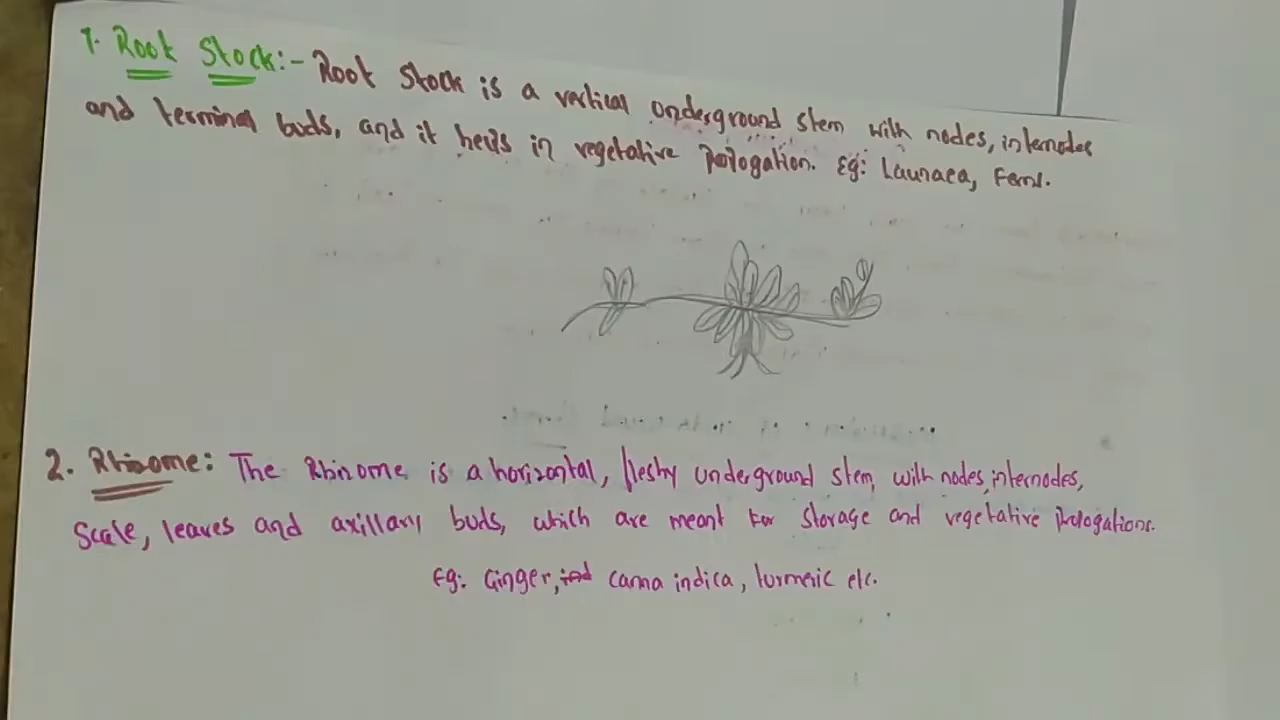 1. Root Stock:- Root Stock is a vertical underground stem with nodes, internodes
and terminal buds, and it helps in vegetative propogation. Eg: Launaea, Ferns.
2. Rhizome: The Rhizome is a horizontal, fleshy underground stem, with nodes, internodes,
Scale, leaves and axillary buds, which are meant for storage and vegetative propogations.
Eg: Ginger, canna indica, turmeric etc.